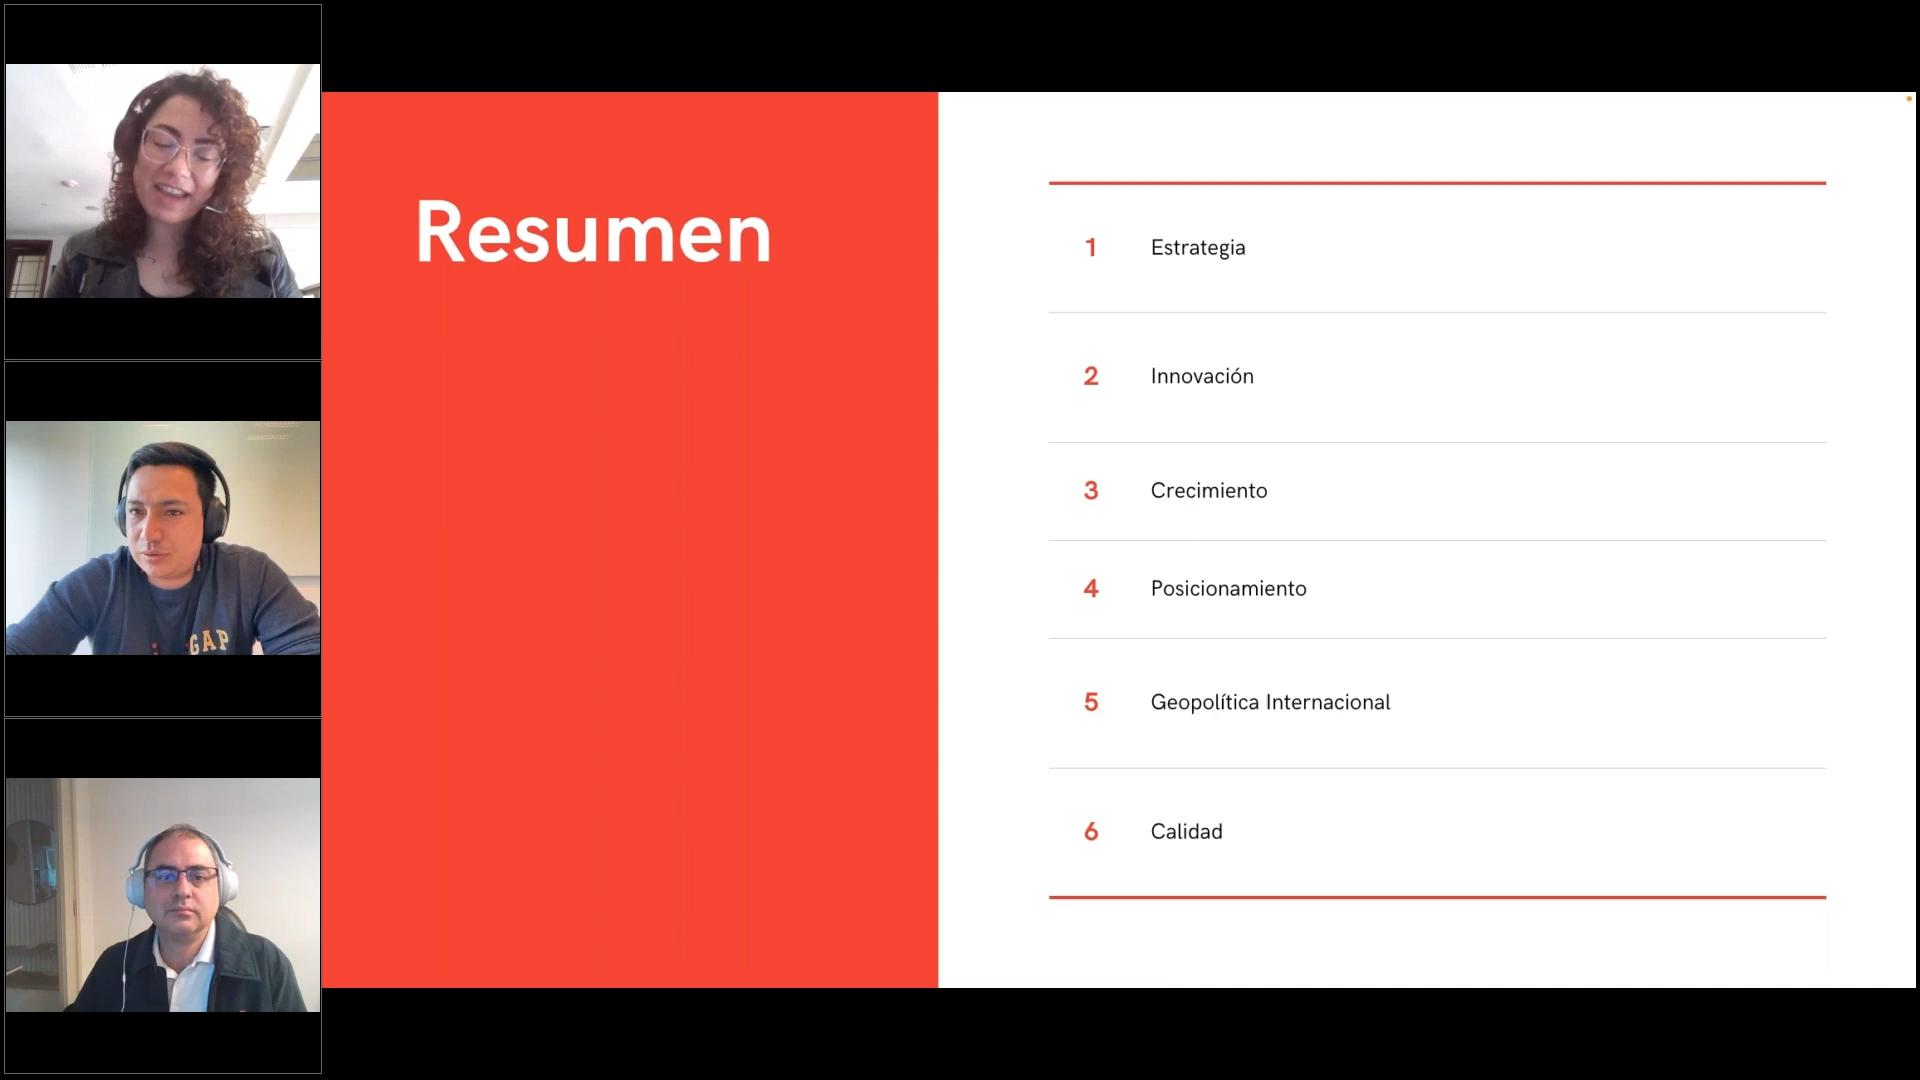 Resumen
1 Estrategia
2 Innovación
3 Crecimiento
4 Posicionamiento
5 Geopolítica Internacional
6 Calidad
GAP